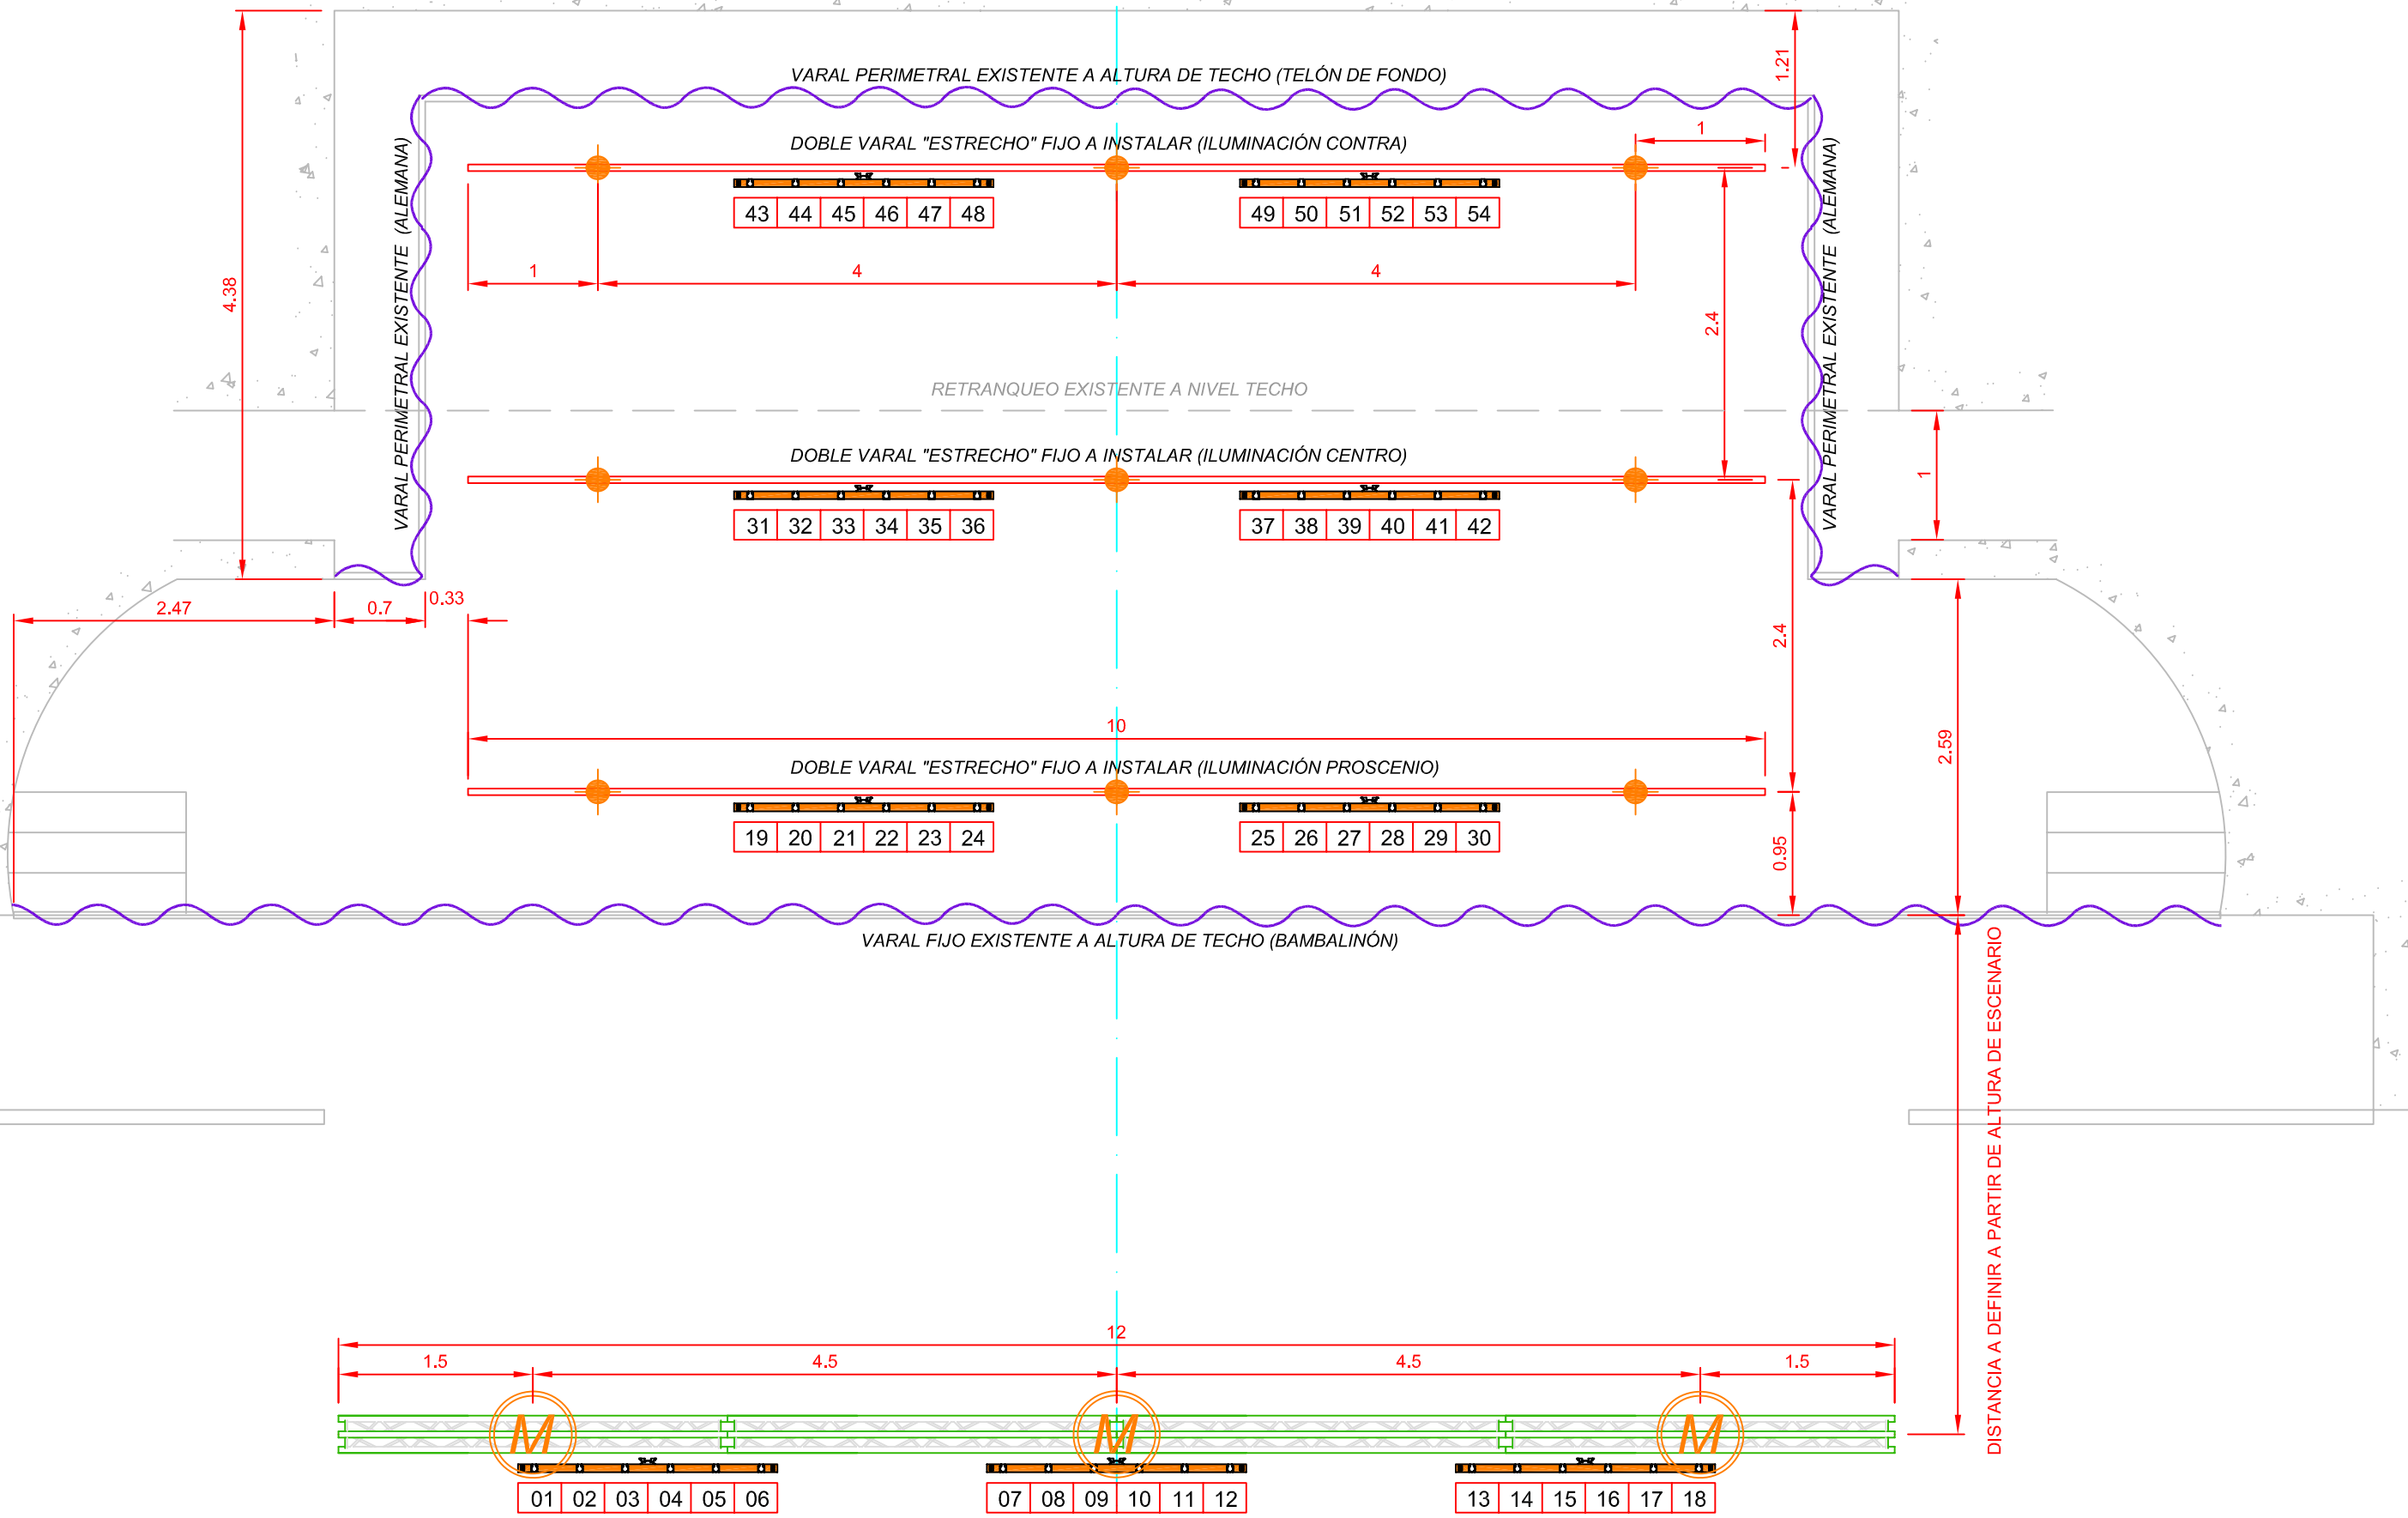 1.21
VARAL PERIMETRAL EXISTENTE A ALTURA DE TECHO (TELÓN DE FONDO)
DOBLE VARAL "ESTRECHO" FIJO A INSTALAR (ILUMINACIÓN CONTRA)
1
43 44 45 46 47 48
49 50 51 52 53 54
VARAL PERIMETRAL EXISTENTE (ALEMANA)
VARAL PERIMETRAL EXISTENTE (ALEMANA)
4.38
1
4
4
2.4
RETRANQUEO EXISTENTE A NIVEL TECHO
DOBLE VARAL "ESTRECHO" FIJO A INSTALAR (ILUMINACIÓN CENTRO)
1
31 32 33 34 35 36
37 38 39 40 41 42
2.47
0.7
0.33
2.4
10
2.59
DOBLE VARAL "ESTRECHO" FIJO A INSTALAR (ILUMINACIÓN PROSCENIO)
19 20 21 22 23 24
25 26 27 28 29 30
0.95
VARAL FIJO EXISTENTE A ALTURA DE TECHO (BAMBALINÓN)
DISTANCIA A DEFINIR A PARTIR DE ALTURA DE ESCENARIO
12
1.5
4.5
4.5
1.5
M
M
M
01 02 03 04 05 06
07 08 09 10 11 12
13 14 15 16 17 18